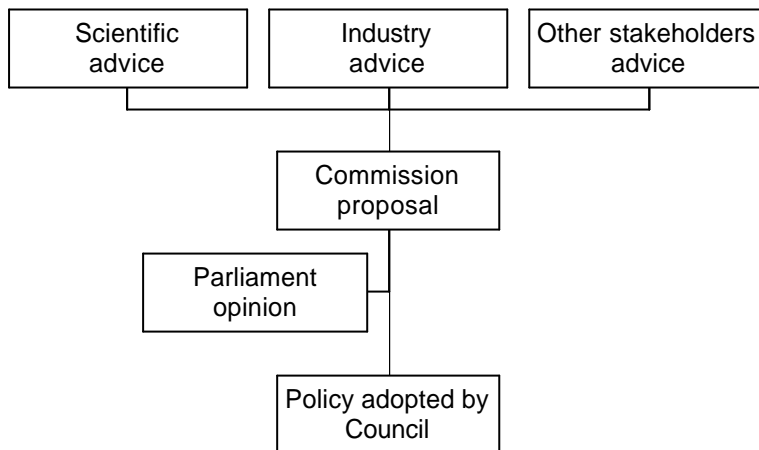 Scientific
advice
Industry
advice
Other stakeholders
advice
Commission
proposal
Parliament
opinion
Policy adopted by
Council